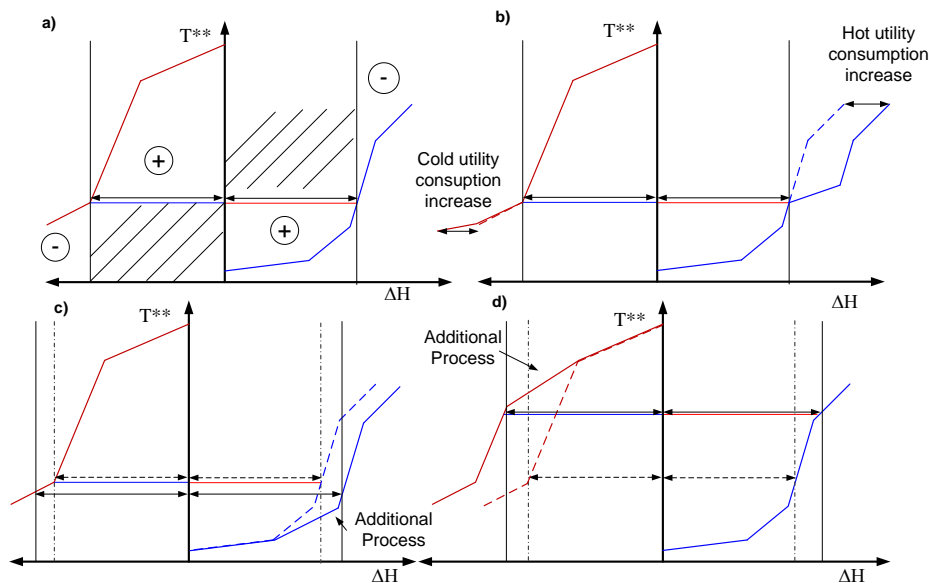 a)
T**
-
+
+
-
ΔH
b)
T**
Hot utility
consumption
increase
Cold utility
consuption
increase
ΔH
c)
T**
Additional
Process
ΔH
d)
T**
Additional
Process
ΔH